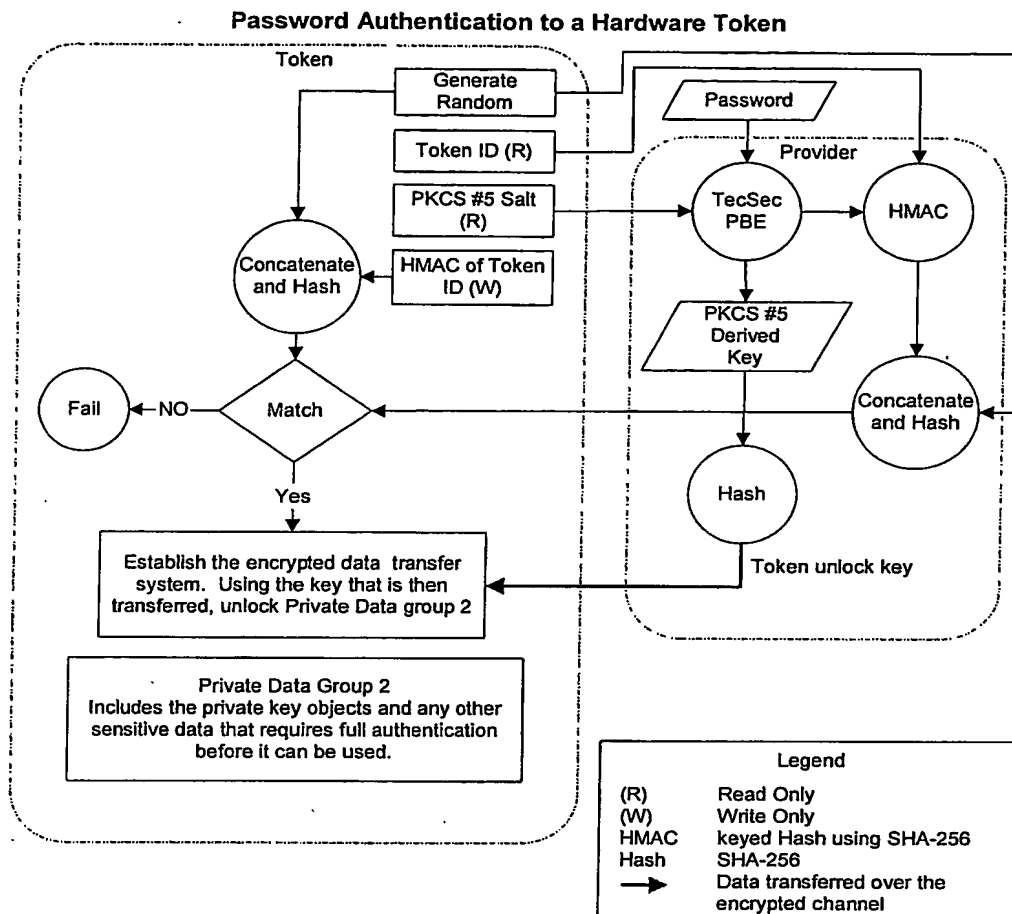 Password Authentication to a Hardware Token
Token
Generate
Random
Token ID (R)
PKCS #5 Salt
(R)
HMAC of Token
ID (W)
Concatenate
and Hash
Match
NO
Fail
Yes
Establish the encrypted data transfer
system. Using the key that is then
transferred, unlock Private Data group 2
Private Data Group 2
Includes the private key objects and any other
sensitive data that requires full authentication
before it can be used.
Password
Provider
TecSec
PBE
HMAC
PKCS #5
Derived
Key
Concatenate
and Hash
Hash
Token unlock key
Legend
(R) Read Only
(W) Write Only
HMAC keyed Hash using SHA-256
Hash SHA-256
Data transferred over the
encrypted channel